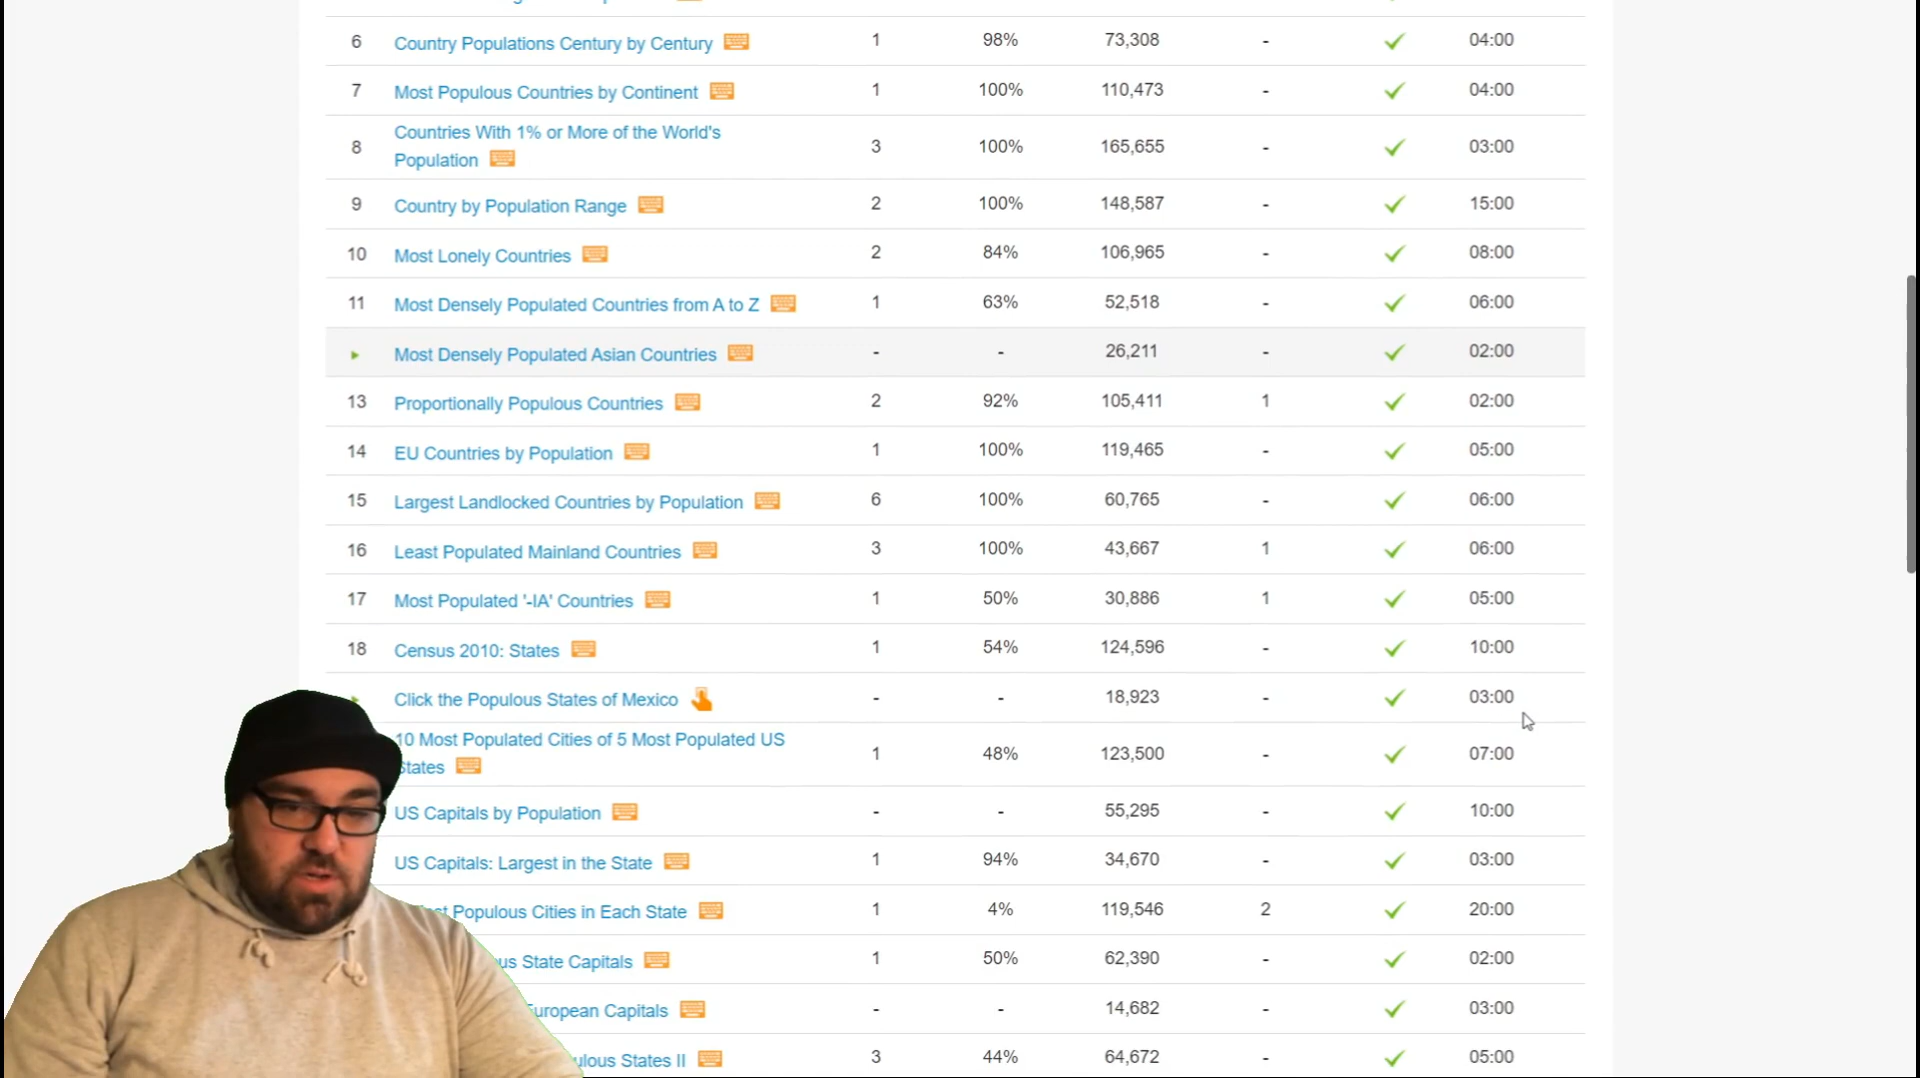 6 Country Populations Century by Century 1 98% 73,308 - 04:00
7 Most Populous Countries by Continent 1 100% 110,473 - 04:00
8 Countries With 1% or More of the World's
Population 3 100% 165,655 - 03:00
9 Country by Population Range 2 100% 148,587 - 15:00
10 Most Lonely Countries 2 84% 106,965 - 08:00
11 Most Densely Populated Countries from A to Z 1 63% 52,518 - 06:00
Most Densely Populated Asian Countries - - 26,211 - 02:00
13 Proportionally Populous Countries 2 92% 105,411 1 02:00
14 EU Countries by Population 1 100% 119,465 - 05:00
15 Largest Landlocked Countries by Population 6 100% 60,765 - 06:00
16 Least Populated Mainland Countries 3 100% 43,667 1 06:00
17 Most Populated '-IA' Countries 1 50% 30,886 1 05:00
18 Census 2010: States 1 54% 124,596 - 10:00
Click the Populous States of Mexico - - 18,923 - 03:00
10 Most Populated Cities of 5 Most Populated US
States 1 48% 123,500 - 07:00
US Capitals by Population - - 55,295 - 10:00
US Capitals: Largest in the State 1 94% 34,670 - 03:00
Populous Cities in Each State 1 4% 119,546 2 20:00
State Capitals 1 50% 62,390 - 02:00
European Capitals - - 14,682 - 03:00
States II 3 44% 64,672 - 05:00